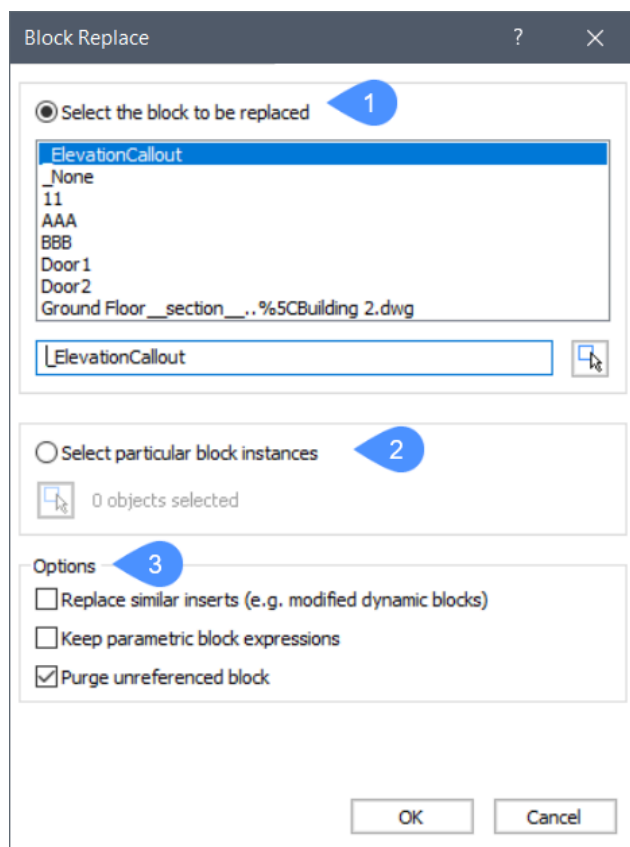 Block Replace ?
Select the block to be replaced 1
_ElevationCallout
_None
11
AAA
BBB
Door1
Door2
Ground Floor__section__..%5CBuilding 2.dwg
_ElevationCallout
Select particular block instances 2
0 objects selected
Options 3
Replace similar inserts (e.g. modified dynamic blocks)
Keep parametric block expressions
Purge unreferenced block
OK Cancel